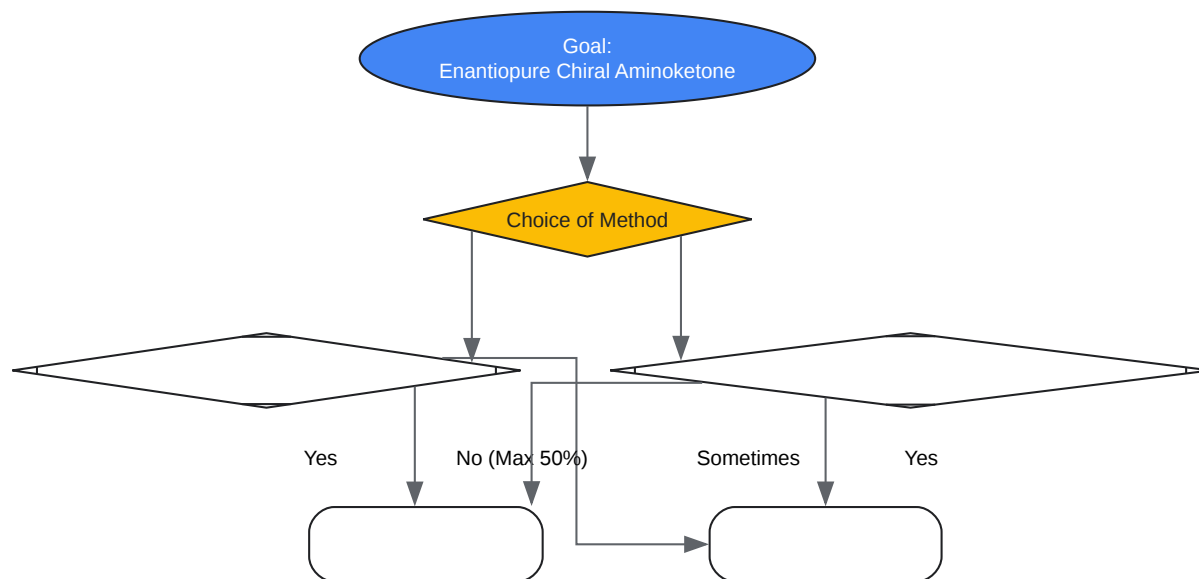 Goal:
Enantiopure Chiral Aminoketone
Choice of Method
Yes
No (Max 50%)
Sometimes
Yes